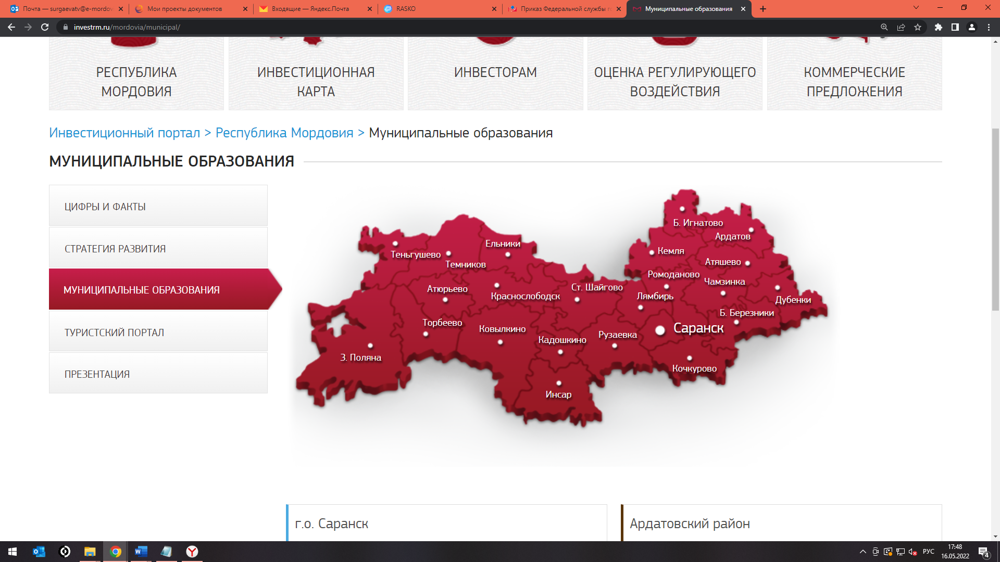 Почта — surgaevatv@e-mordov
Мои проекты документов
Входящие — Яндекс.Почта
RASKO
Приказ Федеральной службы г
Муниципальные образования
investrm.ru/mordovia/municipal/
РЕСПУБЛИКА
МОРДОВИЯ
ИНВЕСТИЦИОННАЯ
КАРТА
ИНВЕСТОРАМ
ОЦЕНКА РЕГУЛИРУЮЩЕГО
ВОЗДЕЙСТВИЯ
КОММЕРЧЕСКИЕ
ПРЕДЛОЖЕНИЯ
Инвестиционный портал > Республика Мордовия > Муниципальные образования
МУНИЦИПАЛЬНЫЕ ОБРАЗОВАНИЯ
ЦИФРЫ И ФАКТЫ
СТРАТЕГИЯ РАЗВИТИЯ
МУНИЦИПАЛЬНЫЕ ОБРАЗОВАНИЯ
ТУРИСТСКИЙ ПОРТАЛ
ПРЕЗЕНТАЦИЯ
Б. Игнатово
Ардатов
Ельники
Кемля
Теньгушево
Атяшево
Темников
Ромоданово
Чамзинка
Ст. Шайгово
Атюрьево
Краснослободск
Лямбирь
Дубенки
Б. Березники
Торбеево
Саранск
Ковылкино
Рузаевка
Кадошкино
З. Поляна
Кочкурово
Инсар
г.о. Саранск
Ардатовский район
РУС
17:48
16.05.2022
4